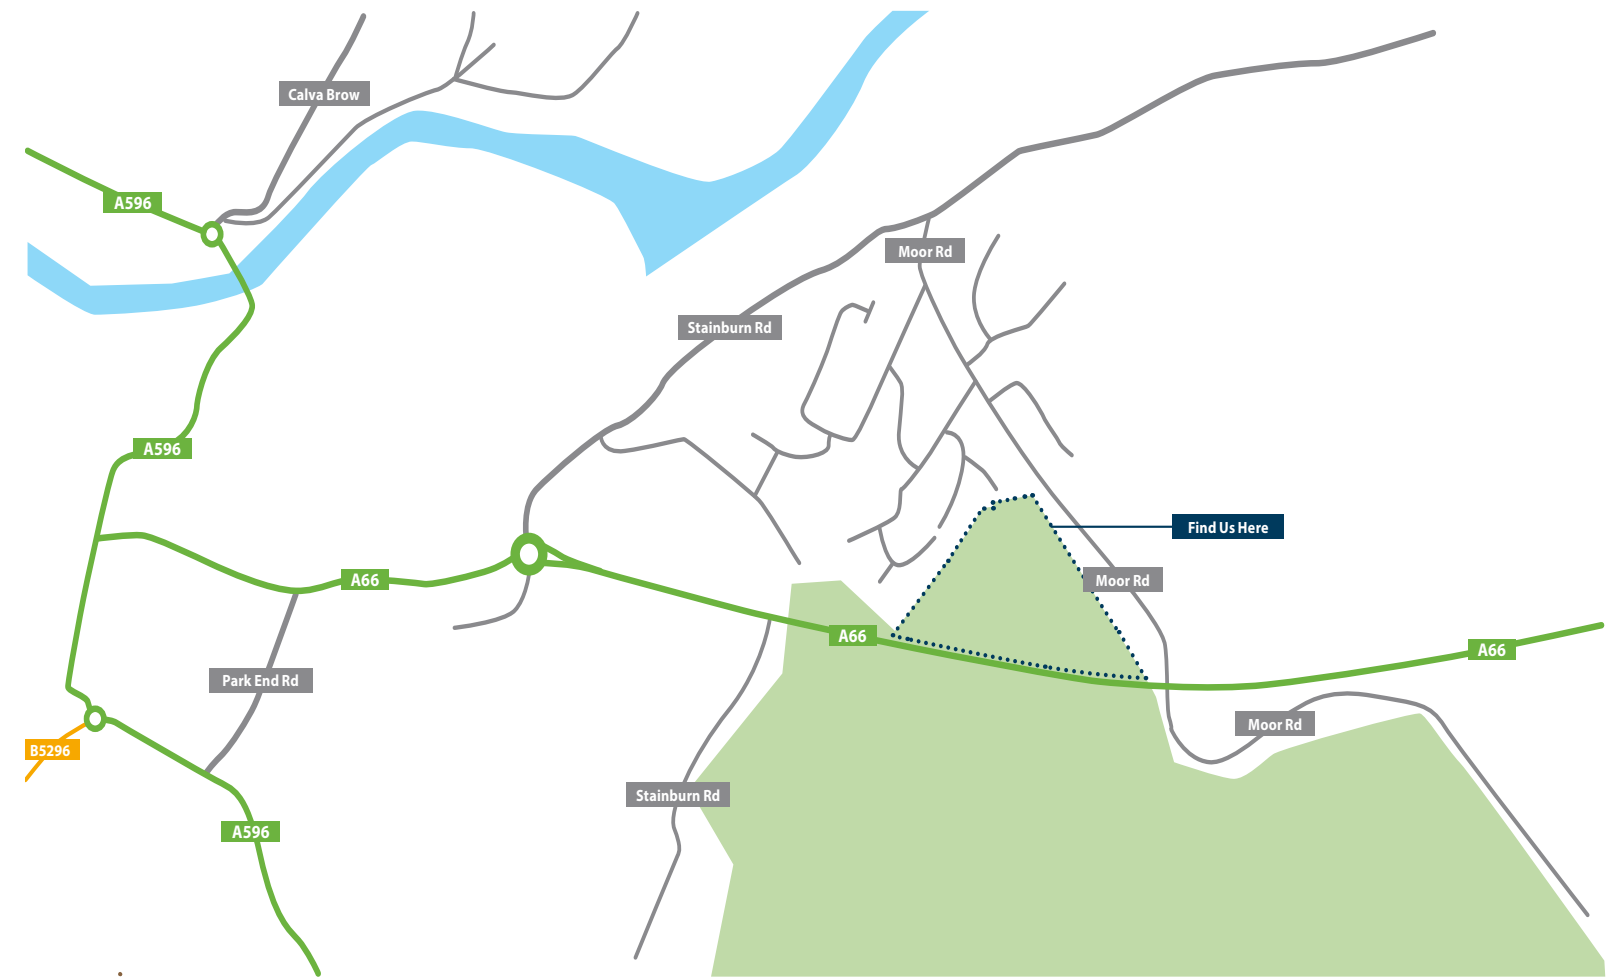 Calva Brow
A596
Moor Rd
Stainburn Rd
A596
Find Us Here
A66
Moor Rd
A66
A66
Park End Rd
Moor Rd
B5296
Stainburn Rd
A596